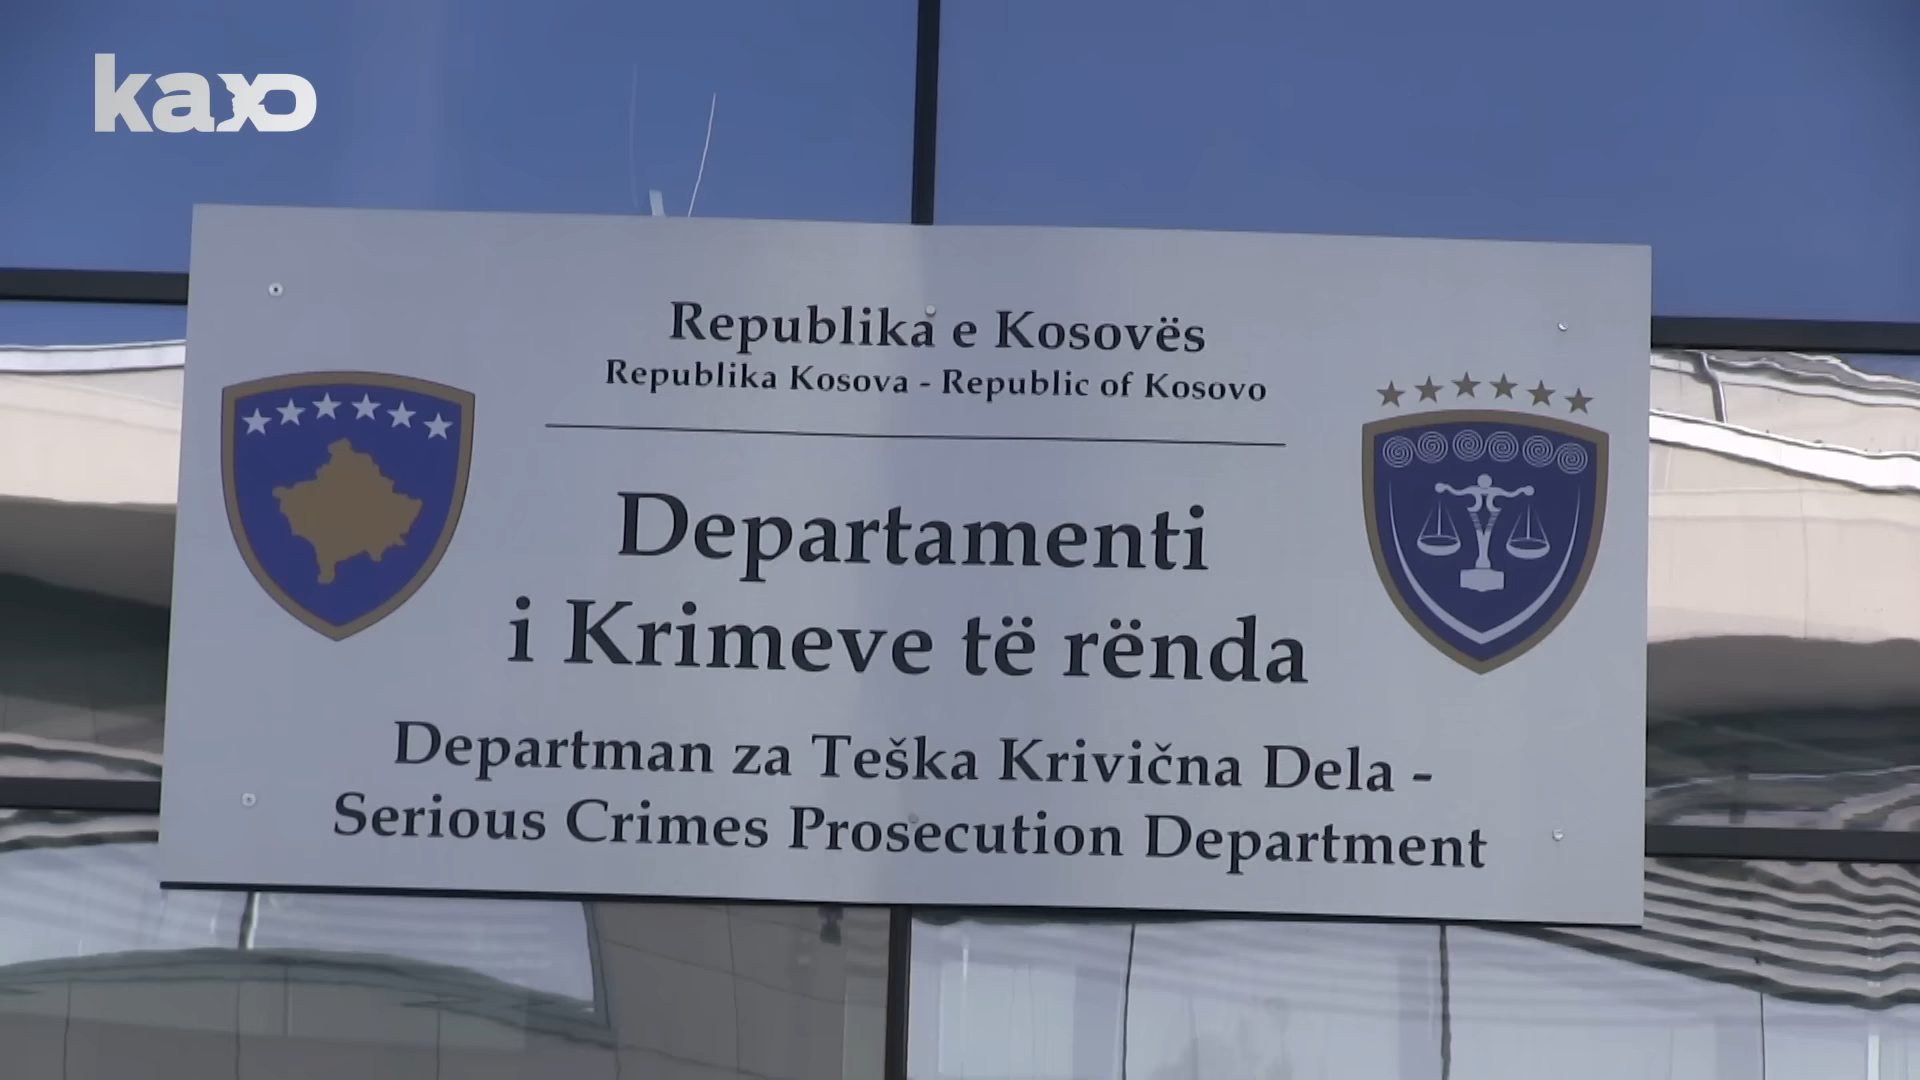 kaxo
Republika e Kosovës
Republika Kosova - Republic of Kosovo
Departamenti
i Krimeve të rënda
Departman za Teška Krivična Dela -
Serious Crimes Prosecution Department